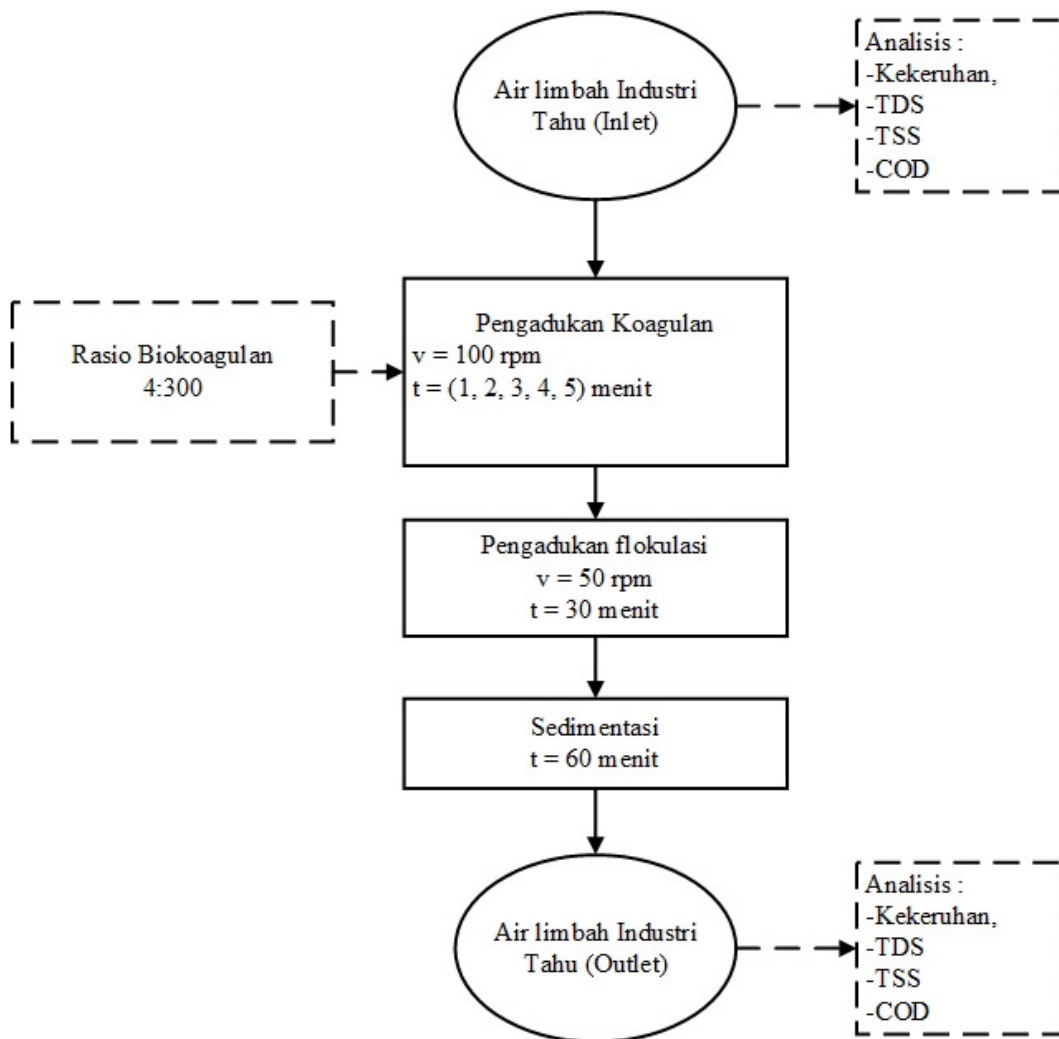 Air limbah Industri
Tahu (Inlet)
Analisis :
-Kekeruhan,
-TDS
-TSS
-COD
Rasio Biokoagulan
4:300
Pengadukan Koagulan
v = 100 rpm
t = (1, 2, 3, 4, 5) menit
Pengadukan flokulasi
v = 50 rpm
t = 30 menit
Sedimentasi
t = 60 menit
Air limbah Industri
Tahu (Outlet)
Analisis :
-Kekeruhan,
-TDS
-TSS
-COD